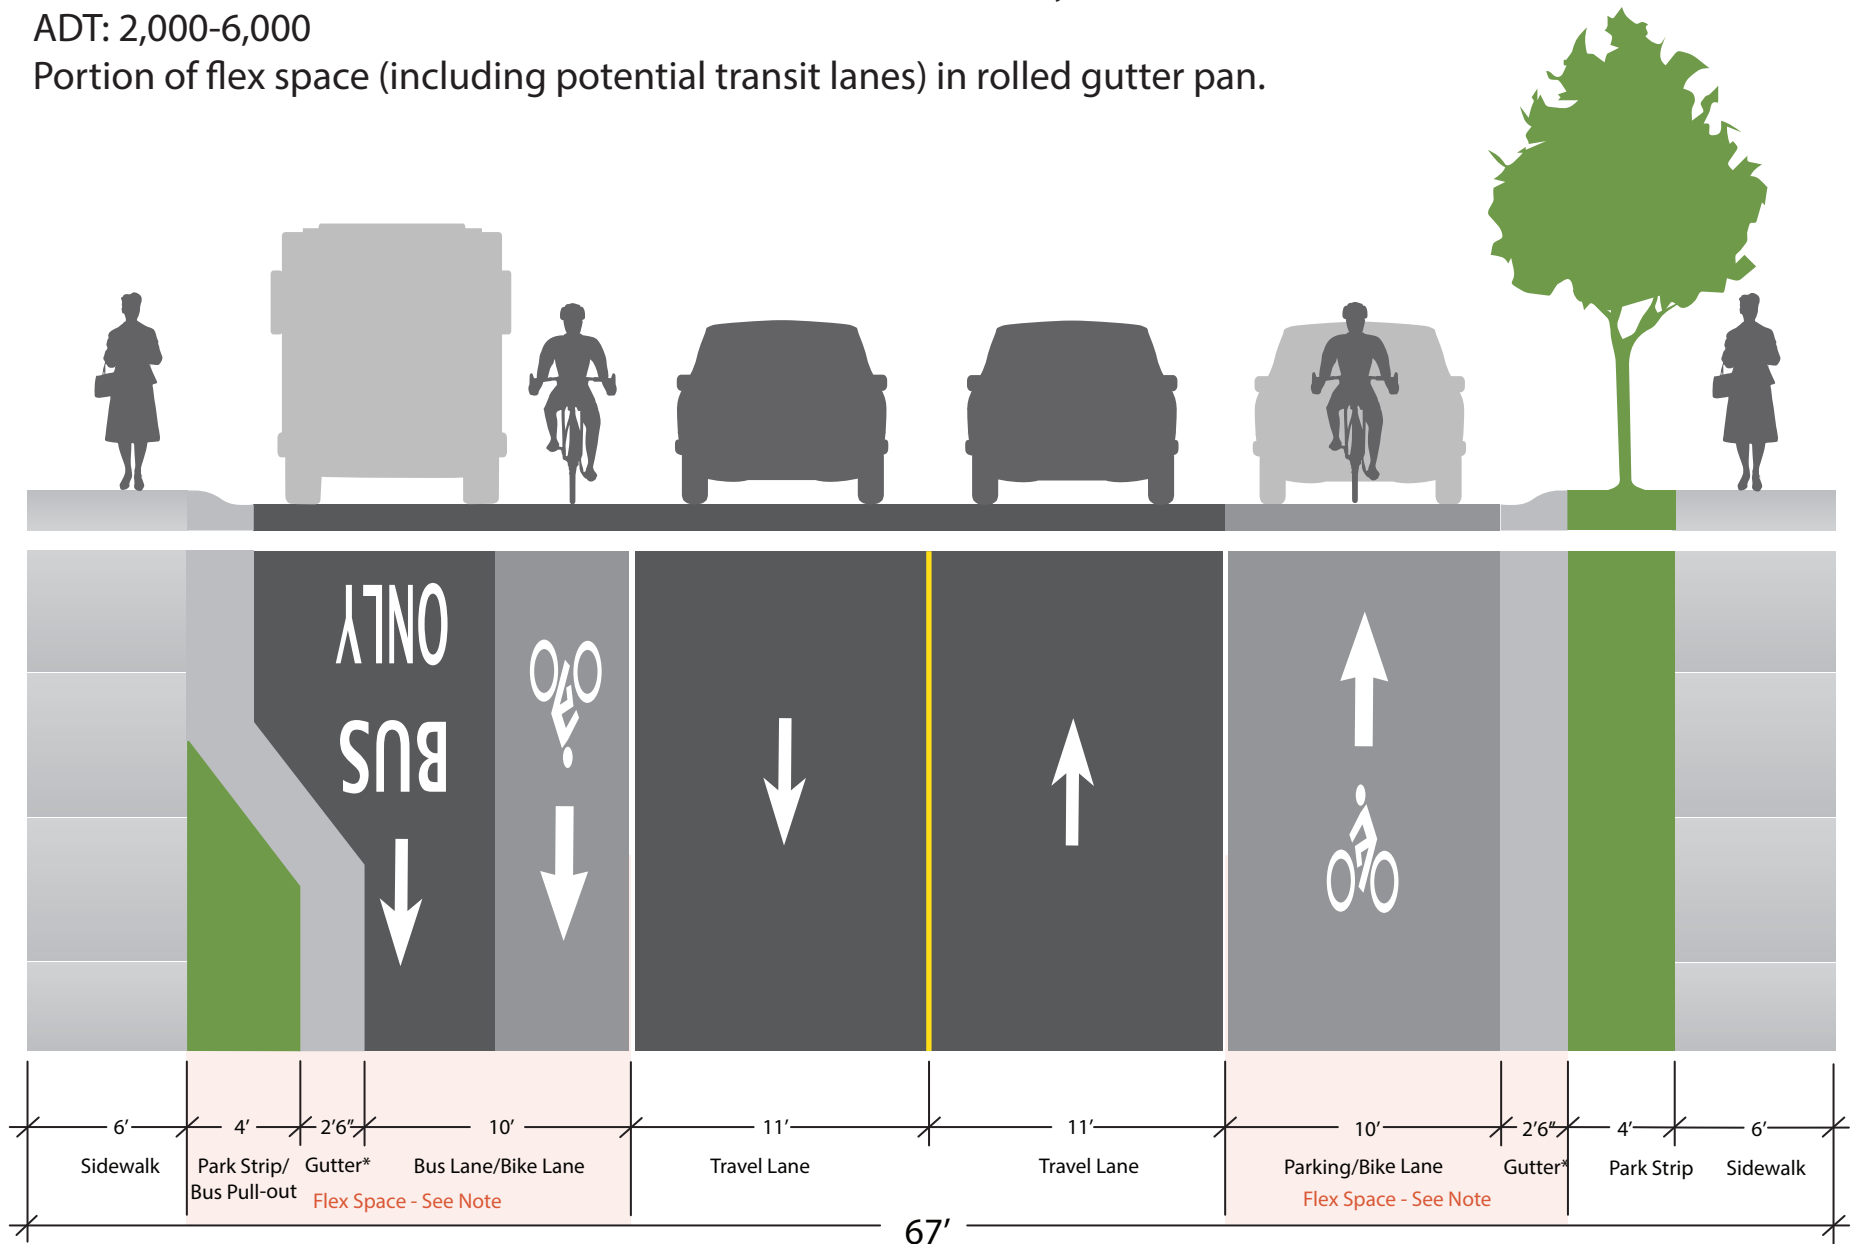 ADT: 2,000-6,000
Portion of flex space (including potential transit lanes) in rolled gutter pan.
ONLY
BUS
6’ 4’ 2’6” 10’ 11’ 11’ 10’ 2’6” 4’ 6’
Sidewalk Park Strip/ Gutter* Bus Lane/Bike Lane Travel Lane Travel Lane Parking/Bike Lane Gutter* Park Strip Sidewalk
Bus Pull-out Flex Space - See Note Flex Space - See Note
67’